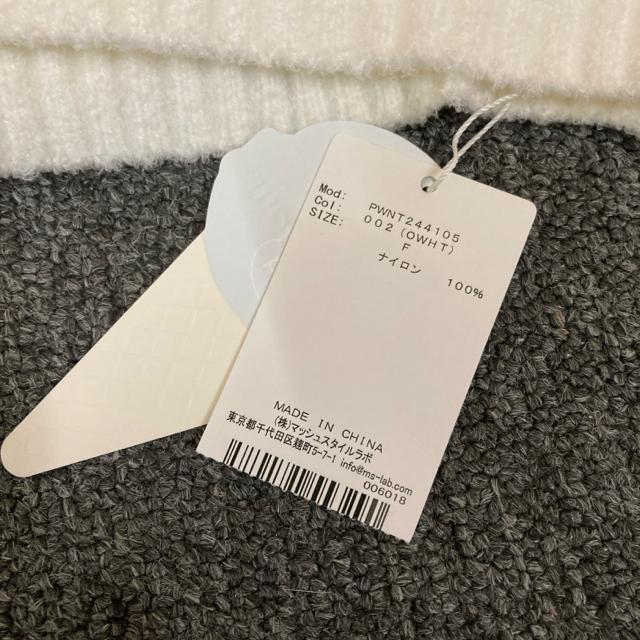 Mod: PWNT244105
Col: 002 (OWHT)
SIZE: F
ナイロン 100%
MADE IN CHINA
(株)マッシュスタイルラボ
東京都千代田区麹町5-7-1 info@ms-lab.com
006018